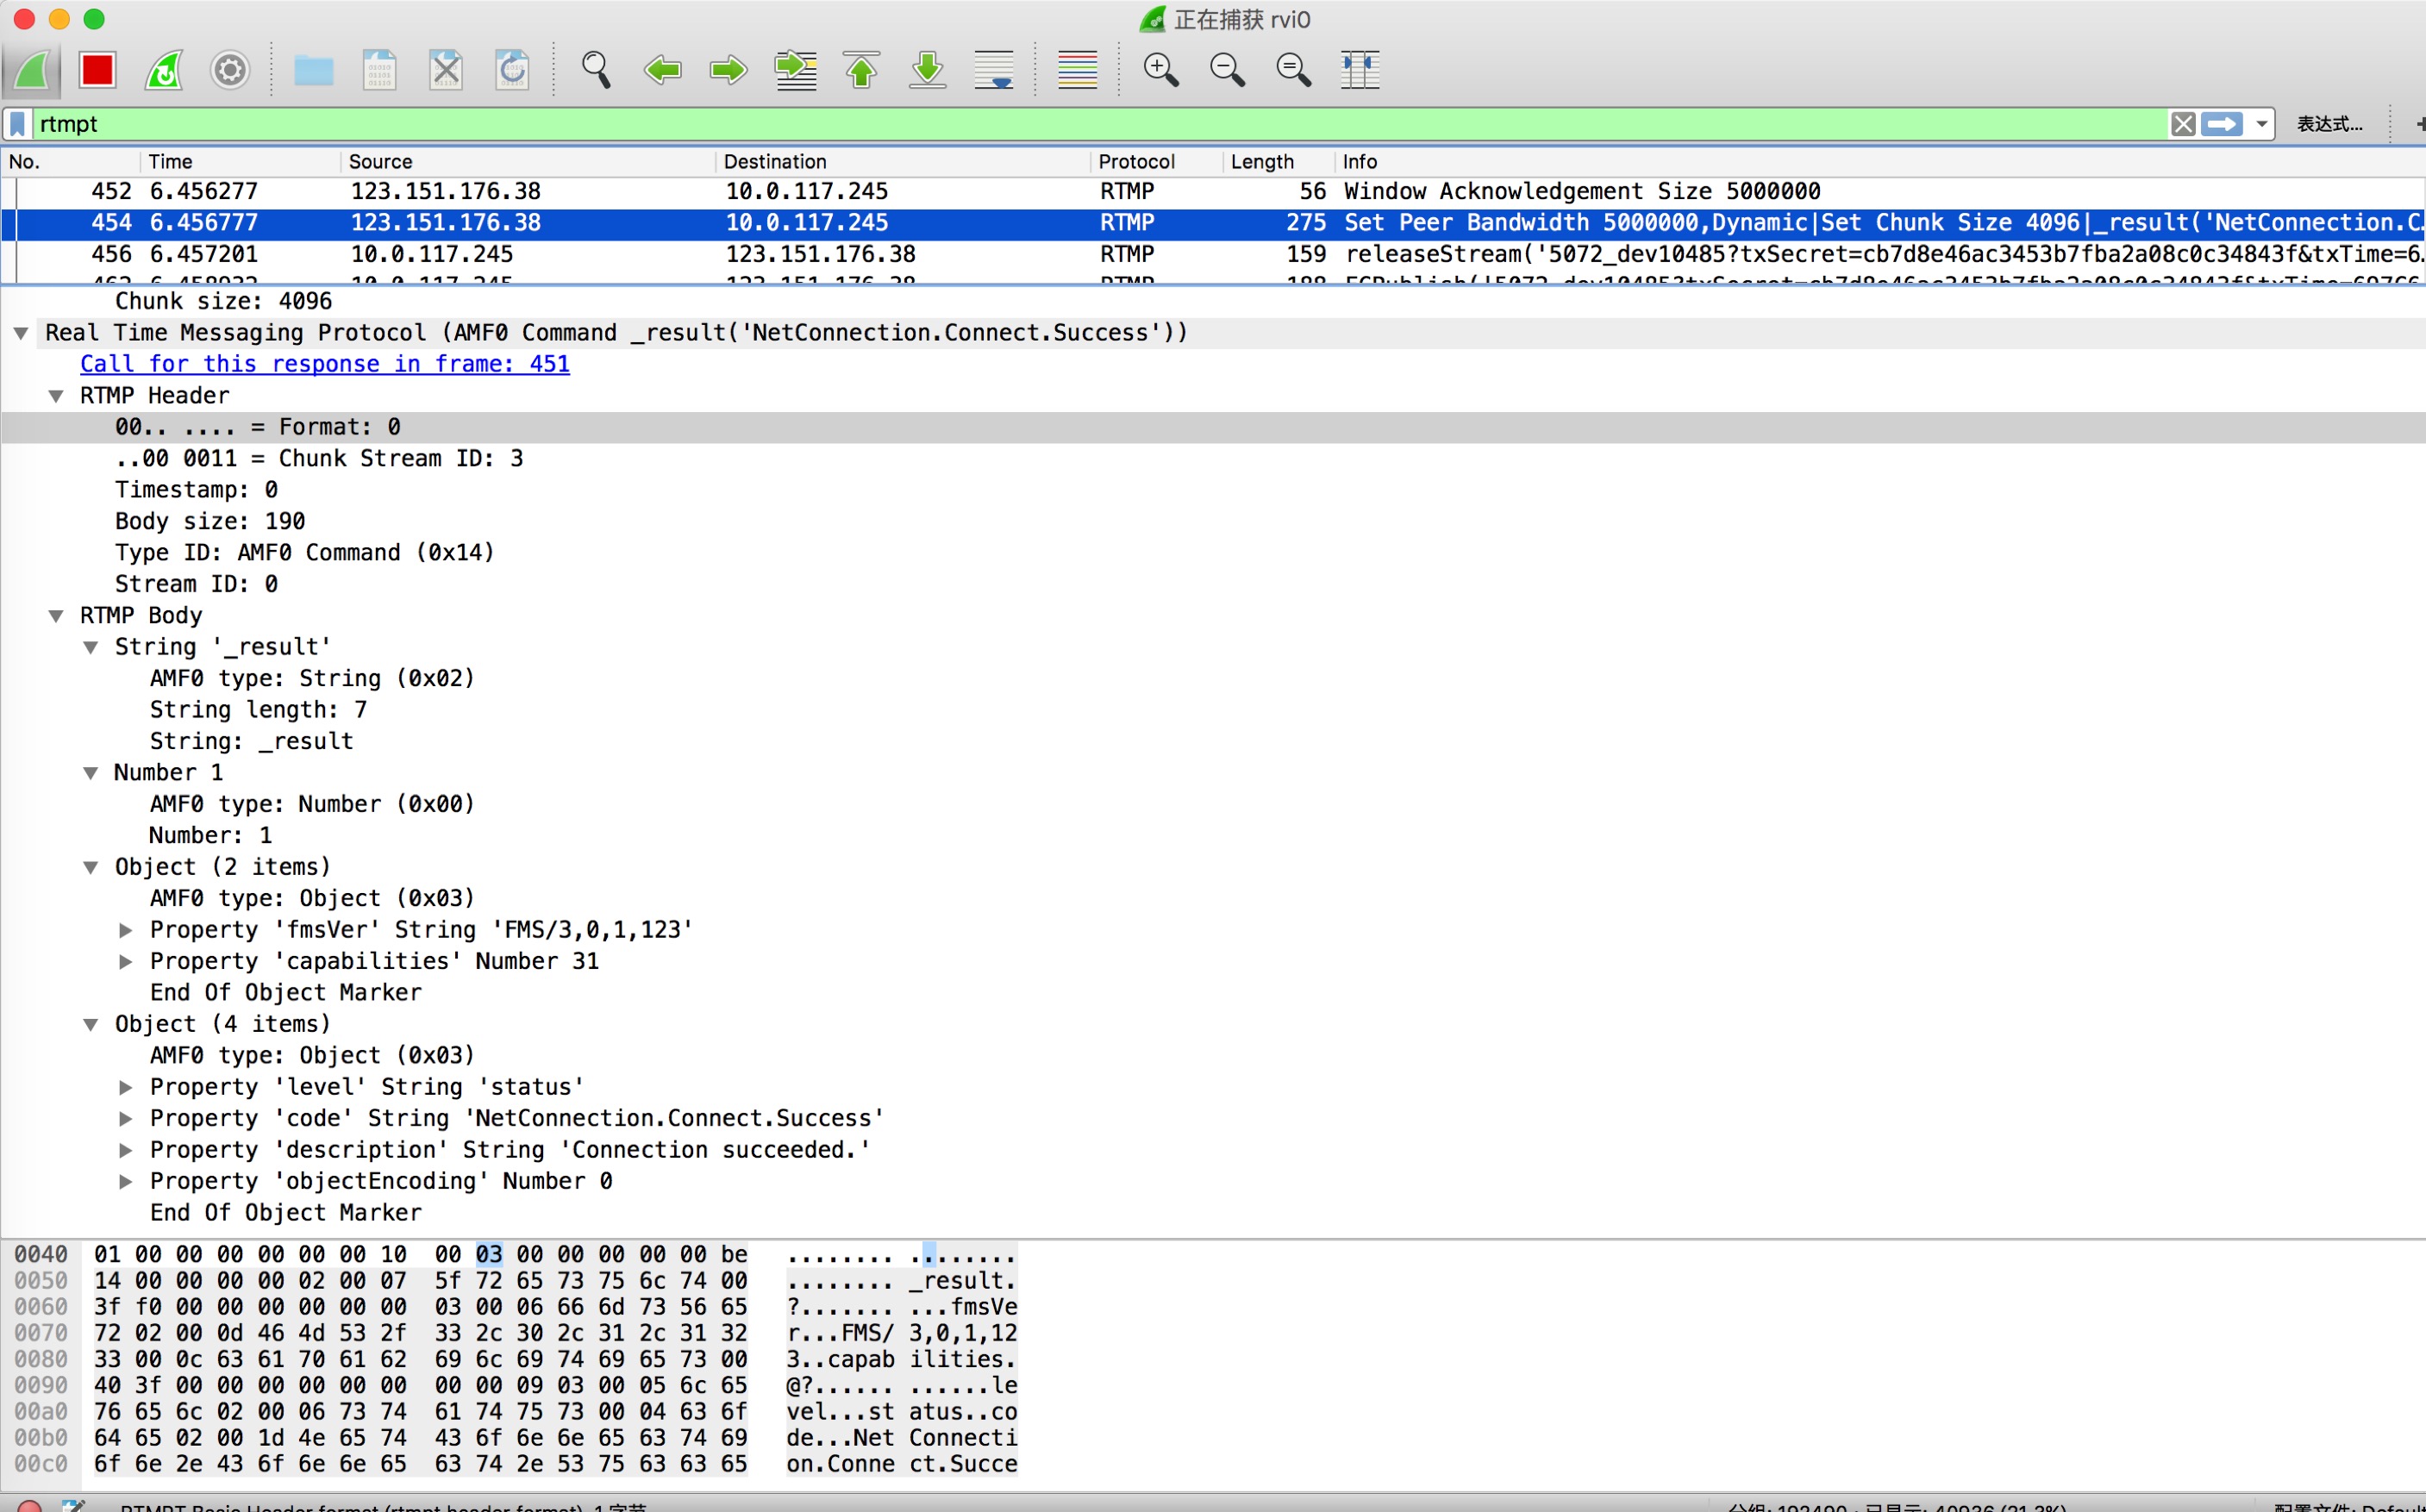 正在捕获 rvi0
rtmpt
表达式...
No. Time Source Destination Protocol Length Info
452 6.456277 123.151.176.38 10.0.117.245 RTMP 56 Window Acknowledgement Size 5000000
454 6.456777 123.151.176.38 10.0.117.245 RTMP 275 Set Peer Bandwidth 5000000,Dynamic|Set Chunk Size 4096|_result('NetConnection.C…
456 6.457201 10.0.117.245 123.151.176.38 RTMP 159 releaseStream('5072_dev10485?txSecret=cb7d8e46ac3453b7fba2a08c0c34843f&txTime=6…
Chunk size: 4096
Real Time Messaging Protocol (AMF0 Command _result('NetConnection.Connect.Success'))
Call for this response in frame: 451
RTMP Header
00.. .... = Format: 0
..00 0011 = Chunk Stream ID: 3
Timestamp: 0
Body size: 190
Type ID: AMF0 Command (0x14)
Stream ID: 0
RTMP Body
String '_result'
AMF0 type: String (0x02)
String length: 7
String: _result
Number 1
AMF0 type: Number (0x00)
Number: 1
Object (2 items)
AMF0 type: Object (0x03)
Property 'fmsVer' String 'FMS/3,0,1,123'
Property 'capabilities' Number 31
End Of Object Marker
Object (4 items)
AMF0 type: Object (0x03)
Property 'level' String 'status'
Property 'code' String 'NetConnection.Connect.Success'
Property 'description' String 'Connection succeeded.'
Property 'objectEncoding' Number 0
End Of Object Marker
0040 01 00 00 00 00 00 00 10 00 03 00 00 00 00 00 be ........ ........
0050 14 00 00 00 00 02 00 07 5f 72 65 73 75 6c 74 00 ........ _result.
0060 3f f0 00 00 00 00 00 00 03 00 06 66 6d 73 56 65 ?....... ...fmsVe
0070 72 02 00 0d 46 4d 53 2f 33 2c 30 2c 31 2c 31 32 r...FMS/ 3,0,1,12
0080 33 00 0c 63 61 70 61 62 69 6c 69 74 69 65 73 00 3..capab ilities.
0090 40 3f 00 00 00 00 00 00 00 00 09 03 00 05 6c 65 @?...... ......le
00a0 76 65 6c 02 00 06 73 74 61 74 75 73 00 04 63 6f vel...st atus..co
00b0 64 65 02 00 1d 4e 65 74 43 6f 6e 6e 65 63 74 69 de...Net Connecti
00c0 6f 6e 2e 43 6f 6e 6e 65 63 74 2e 53 75 63 63 65 on.Conne ct.Succe